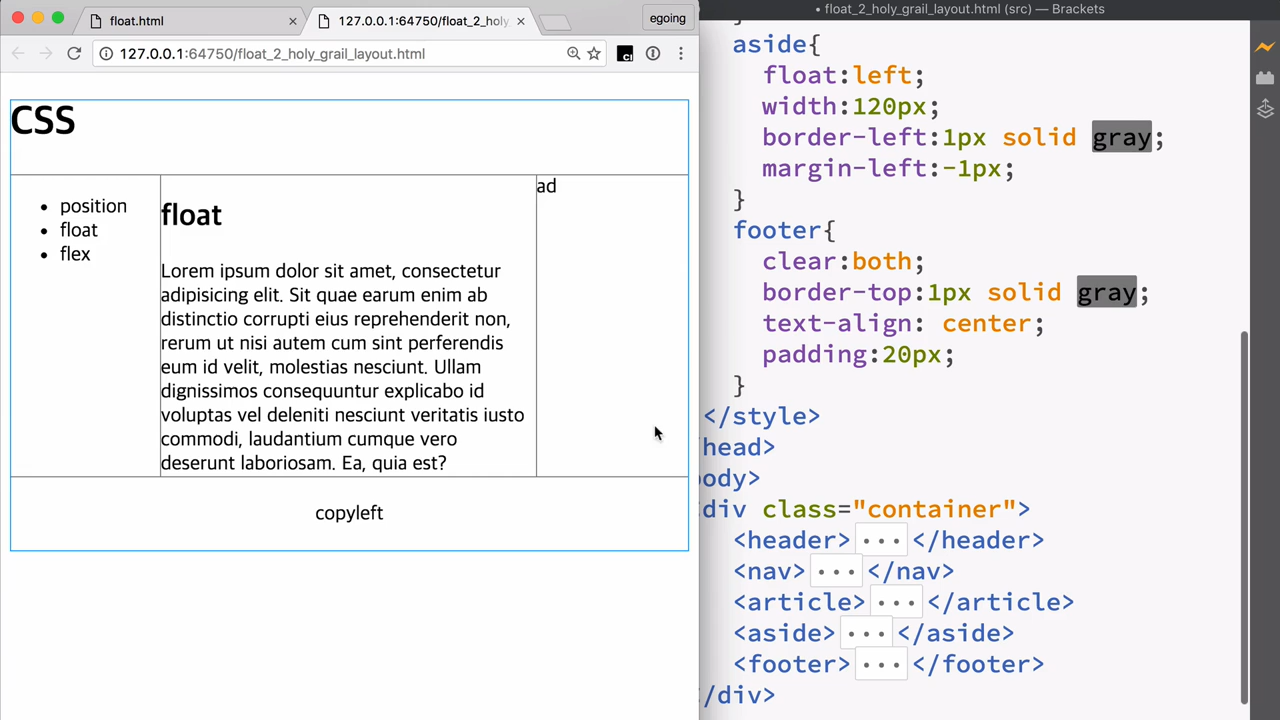 float.html
127.0.0.1:64750/float_2_holy
egoing
127.0.0.1:64750/float_2_holy_grail_layout.html
CSS
position
float
flex
float
Lorem ipsum dolor sit amet, consectetur
adipisicing elit. Sit quae earum enim ab
distinctio corrupti eius reprehenderit non,
rerum ut nisi autem cum sint perferendis
eum id velit, molestias nesciunt. Ullam
dignissimos consequuntur explicabo id
voluptas vel deleniti nesciunt veritatis iusto
commodi, laudantium cumque vero
deserunt laboriosam. Ea, quia est?
ad
copyleft
• float_2_holy_grail_layout.html (src) — Brackets
}
aside{
float:left;
width:120px;
border-left:1px solid gray;
margin-left:-1px;
}
footer{
clear:both;
border-top:1px solid gray;
text-align: center;
padding:20px;
}
</style>
head>
body>
div class="container">
<header>•••</header>
<nav>•••</nav>
<article>•••</article>
<aside>•••</aside>
<footer>•••</footer>
/div>